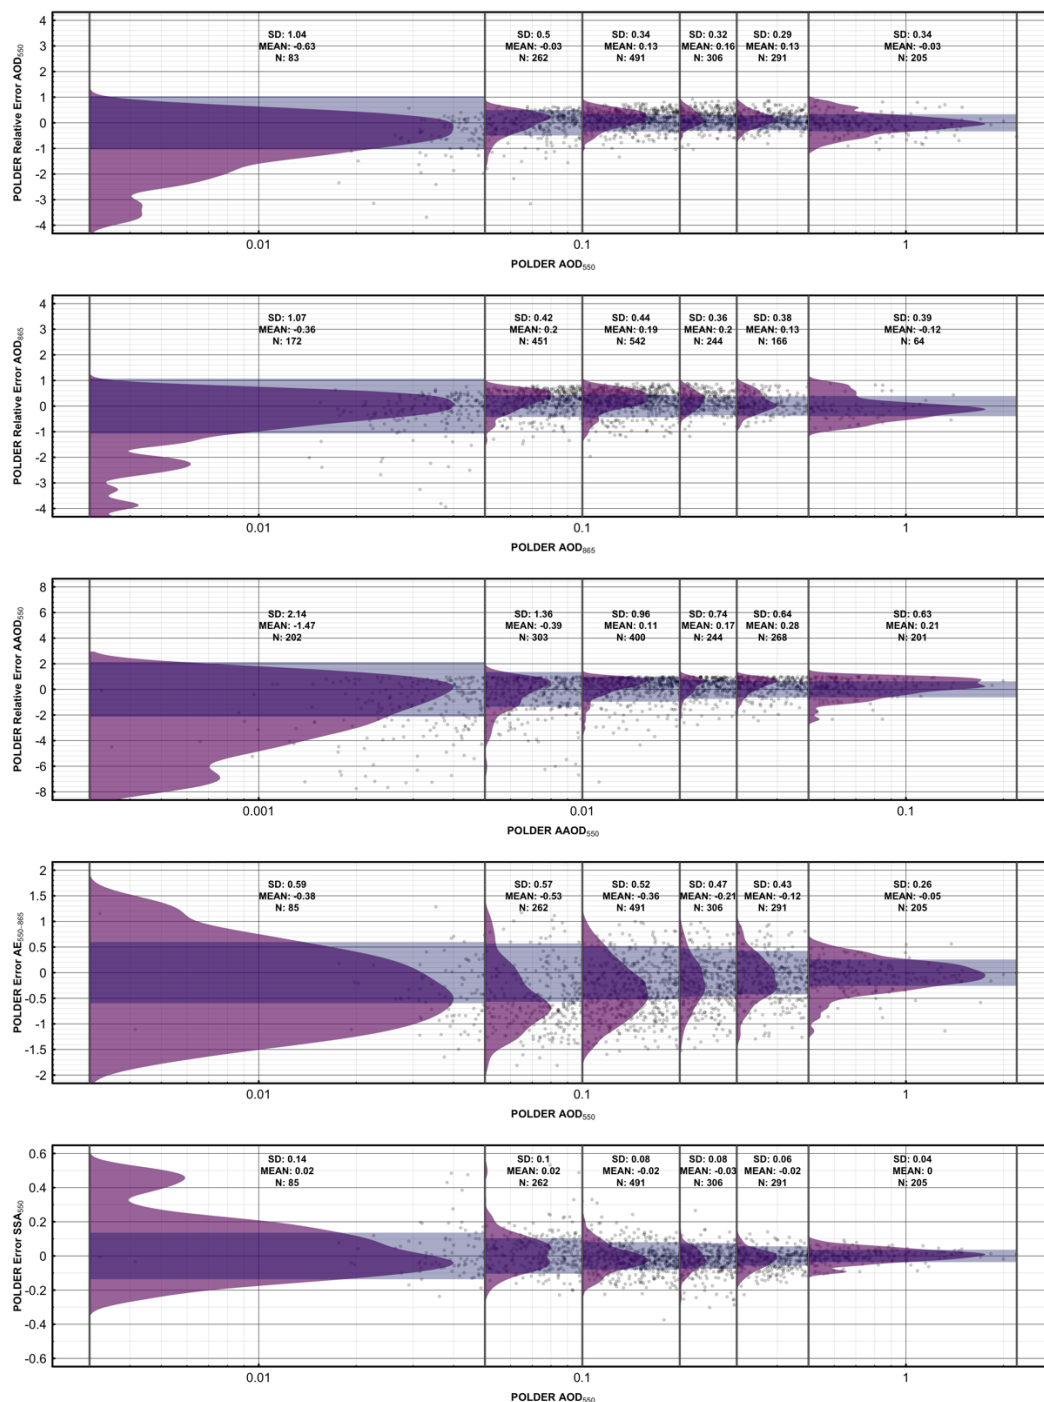 POLDER Relative Error AOD550
4
3
2
1
0
-1
-2
-3
-4
SD: 1.04
MEAN: -0.63
N: 83
SD: 0.5
MEAN: -0.03
N: 262
SD: 0.34
MEAN: 0.13
N: 491
SD: 0.32
MEAN: 0.16
N: 306
SD: 0.29
MEAN: 0.13
N: 291
SD: 0.34
MEAN: -0.03
N: 205
0.01 0.1 1
POLDER AOD550
POLDER Relative Error AOD865
4
3
2
1
0
-1
-2
-3
-4
SD: 1.07
MEAN: -0.36
N: 172
SD: 0.42
MEAN: 0.2
N: 451
SD: 0.44
MEAN: 0.19
N: 542
SD: 0.36
MEAN: 0.2
N: 244
SD: 0.38
MEAN: 0.13
N: 166
SD: 0.39
MEAN: -0.12
N: 64
0.01 0.1 1
POLDER AOD865
POLDER Relative Error AAOD550
8
6
4
2
0
-2
-4
-6
-8
SD: 2.14
MEAN: -1.47
N: 202
SD: 1.36
MEAN: -0.39
N: 303
SD: 0.96
MEAN: 0.11
N: 400
SD: 0.74
MEAN: 0.17
N: 244
SD: 0.64
MEAN: 0.28
N: 268
SD: 0.63
MEAN: 0.21
N: 201
0.001 0.01 0.1
POLDER AAOD550
POLDER Error AE550-865
2
1.5
1
0.5
0
-0.5
-1
-1.5
-2
SD: 0.59
MEAN: -0.38
N: 85
SD: 0.57
MEAN: -0.53
N: 262
SD: 0.52
MEAN: -0.36
N: 491
SD: 0.47
MEAN: -0.21
N: 306
SD: 0.43
MEAN: -0.12
N: 291
SD: 0.26
MEAN: -0.05
N: 205
0.01 0.1 1
POLDER AOD550
POLDER Error SSA550
0.6
0.4
0.2
0
-0.2
-0.4
-0.6
SD: 0.14
MEAN: 0.02
N: 85
SD: 0.1
MEAN: 0.02
N: 262
SD: 0.08
MEAN: -0.02
N: 491
SD: 0.08
MEAN: -0.03
N: 306
SD: 0.06
MEAN: -0.02
N: 291
SD: 0.04
MEAN: 0
N: 205
0.01 0.1 1
POLDER AOD550